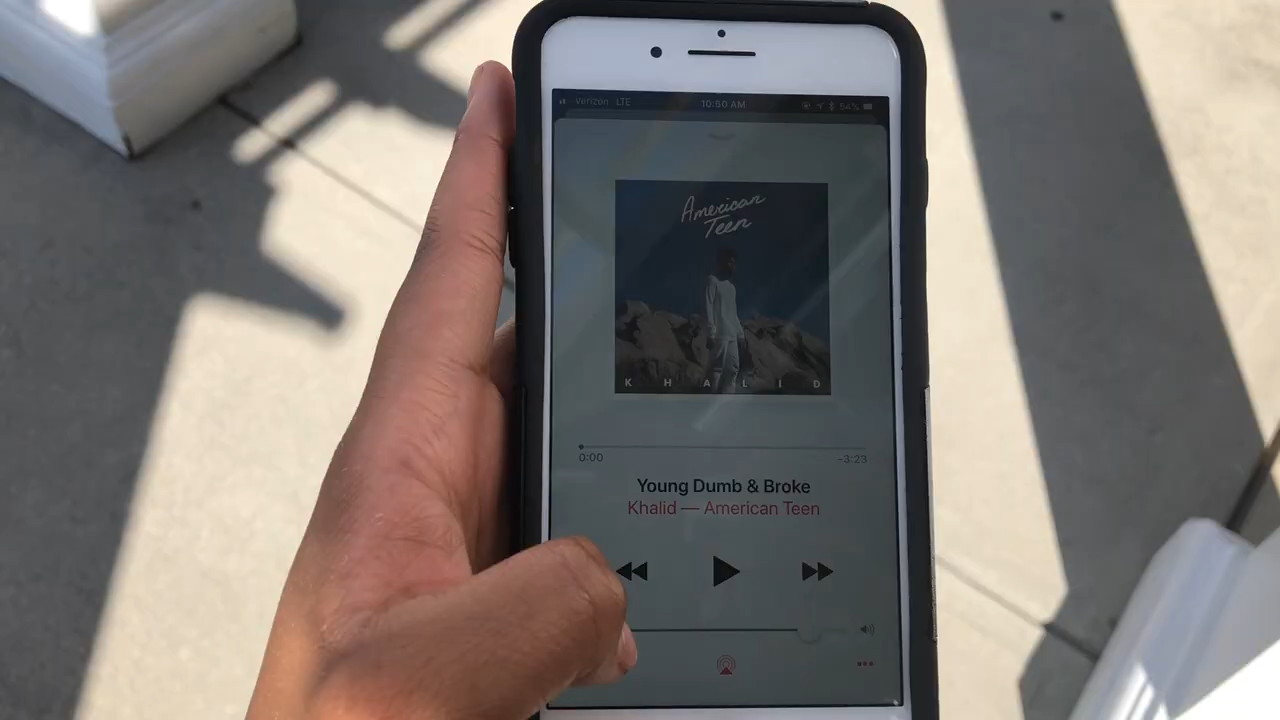 Verizon LTE 10:50 AM 54%
American
Teen
KHALID
0:00 -3:23
Young Dumb & Broke
Khalid — American Teen